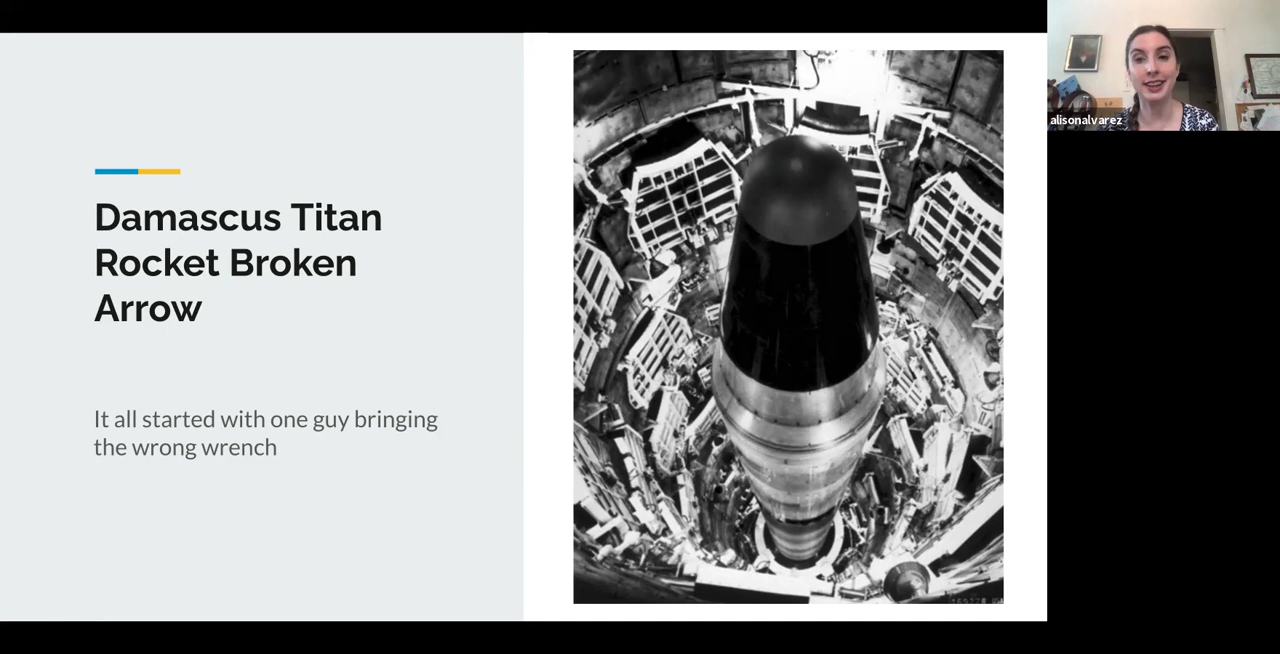 Damascus Titan
Rocket Broken
Arrow
It all started with one guy bringing
the wrong wrench
alisonalvarez